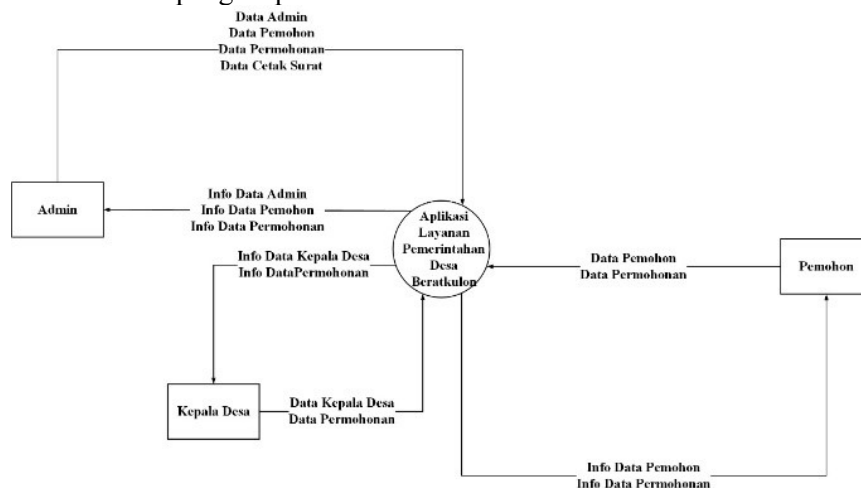 Data Admin
Data Pemohon
Data Permohonan
Data Cetak Surat
Admin
Info Data Admin
Info Data Pemohon
Info Data Permohonan
Aplikasi
Layanan
Pemerintahan
Desa
Beratkulon
Info Data Kepala Desa
Info DataPermohonan
Data Pemohon
Data Permohonan
Pemohon
Kepala Desa
Data Kepala Desa
Data Permohonan
Info Data Pemohon
Info Data Permohonan